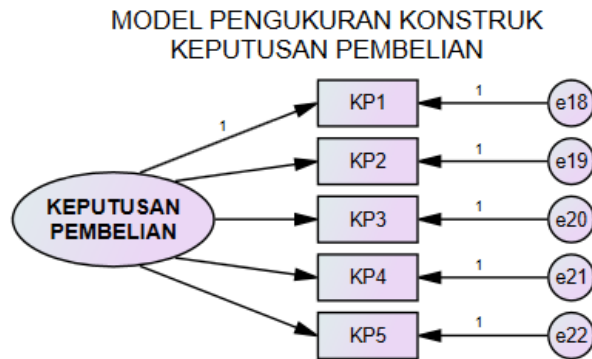 MODEL PENGUKURAN KONSTRUK
KEPUTUSAN PEMBELIAN
1
KP1
1
e18
KP2
1
e19
KEPUTUSAN
PEMBELIAN
KP3
1
e20
KP4
1
e21
KP5
1
e22